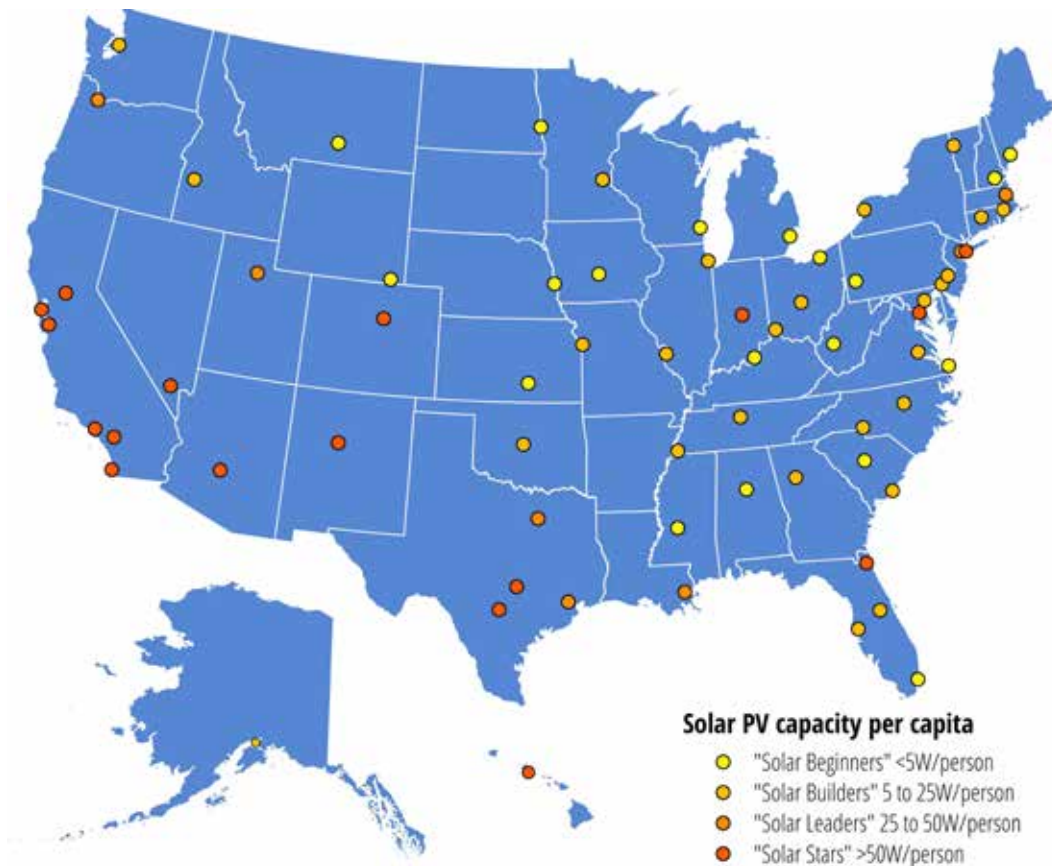 Solar PV capacity per capita
"Solar Beginners" <5W/person
"Solar Builders" 5 to 25W/person
"Solar Leaders" 25 to 50W/person
"Solar Stars" >50W/person